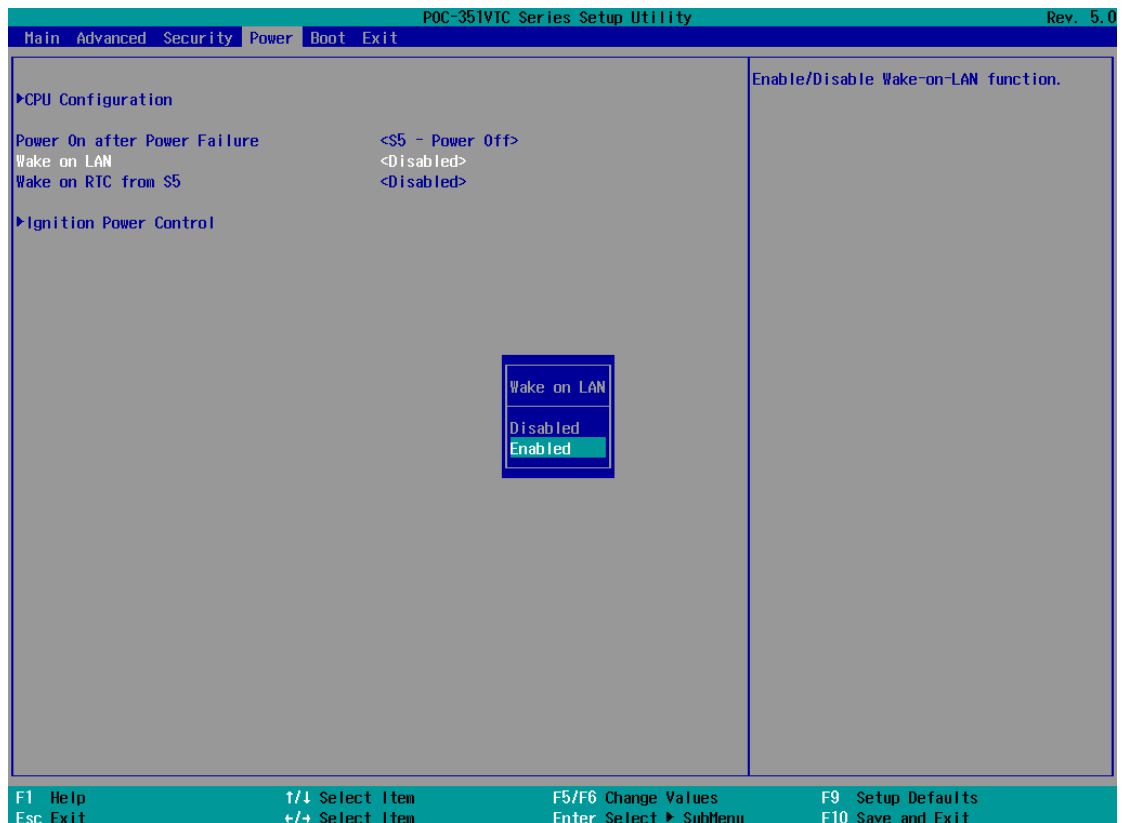 POC-351VTC Series Setup Utility Rev. 5.0
Main Advanced Security Power Boot Exit
Enable/Disable Wake-on-LAN function.
▶CPU Configuration
Power On after Power Failure <S5 - Power Off>
Wake on LAN <Disabled>
Wake on RTC from S5 <Disabled>
▶Ignition Power Control
Wake on LAN
Disabled
Enabled
F1 Help ↑/↓ Select Item F5/F6 Change Values F9 Setup Defaults
Esc Exit ←/→ Select Item Enter Select ▶ SubMenu F10 Save and Exit